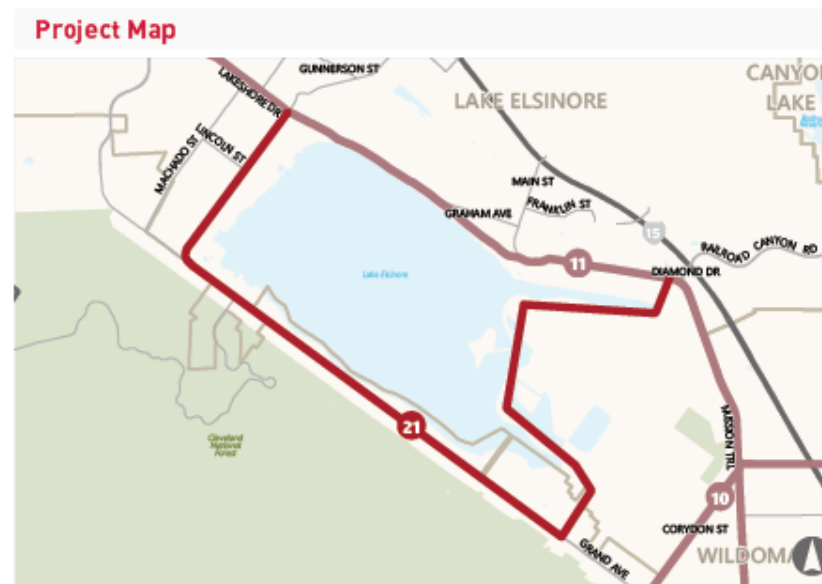 Project Map
GUNNERSON ST
LAKESHORE DR
CANYO
LAKE
LAKE ELSINORE
LINCOLN ST
MACHADO ST
MAIN ST
FRANKLIN ST
GRAHAM AVE
15
RAILROAD CANYON RD
11
DIAMOND DR
Lake Elsinore
MISSION TRL
21
Cleveland
National
Forest
10
CORYDON ST
GRAND AVE
WILDOMA